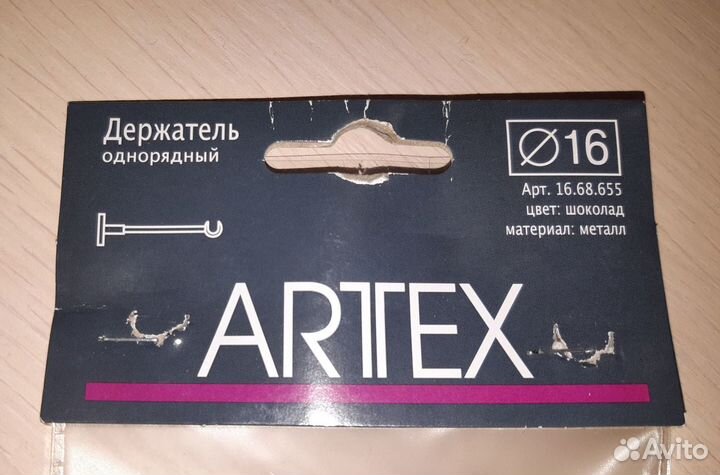 Держатель
однорядный
Ø16
Арт. 16.68.655
цвет: шоколад
материал: металл
ARTEX
Avito